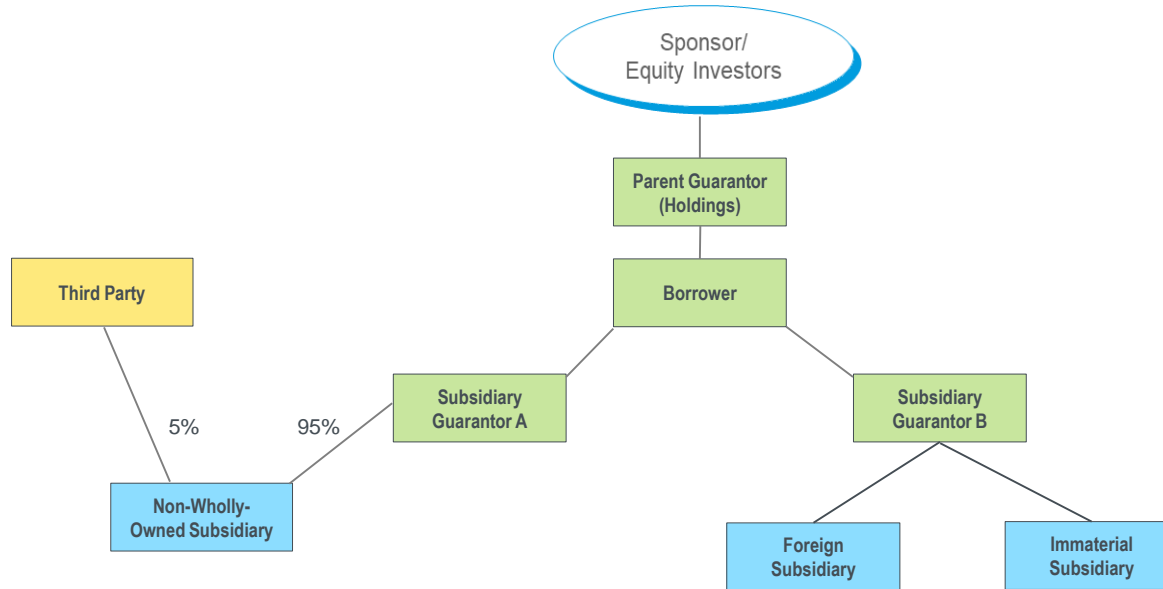 Sponsor/
Equity Investors
Parent Guarantor
(Holdings)
Third Party
Borrower
Subsidiary
Guarantor A
Subsidiary
Guarantor B
5%
95%
Non-Wholly-
Owned Subsidiary
Foreign
Subsidiary
Immaterial
Subsidiary